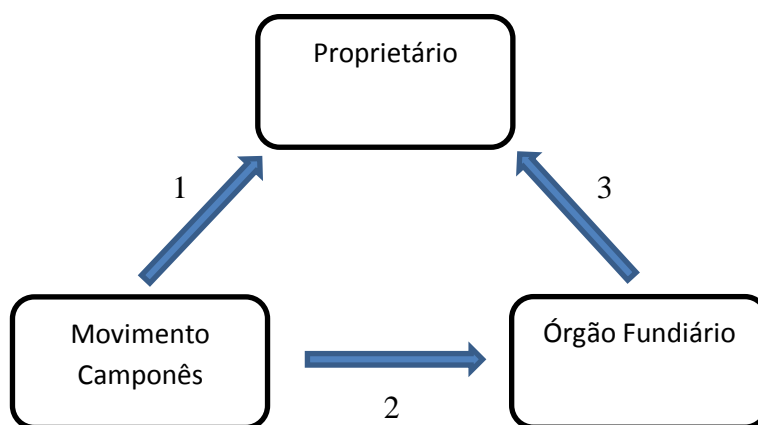 Proprietário
1
3
Movimento
Camponês
Órgão Fundiário
2